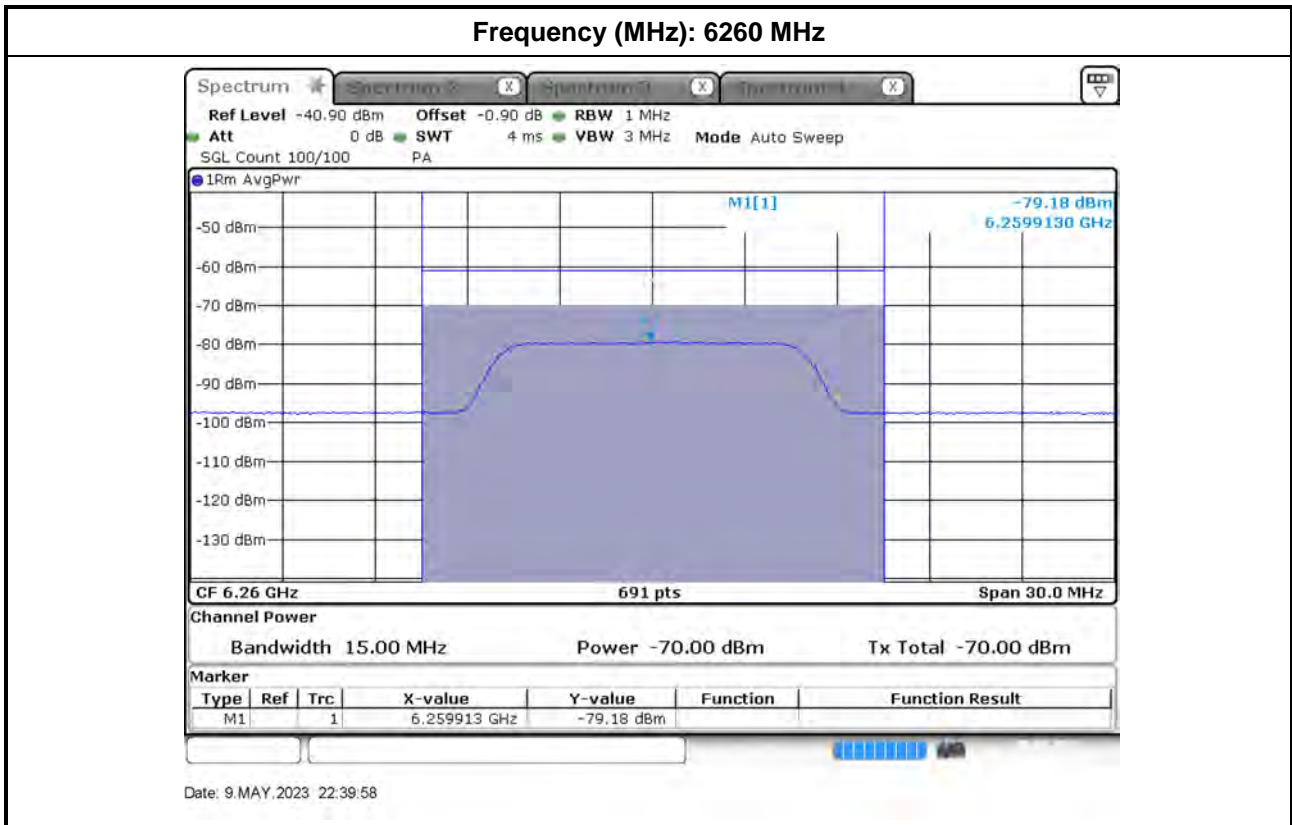 Frequency (MHz): 6260 MHz
Spectrum
Ref Level -40.90 dBm Offset -0.90 dB RBW 1 MHz
Att 0 dB SWT 4 ms VBW 3 MHz Mode Auto Sweep
SGL Count 100/100 PA
1Rm AvgPwr
M1[1] -79.18 dBm
6.2599130 GHz
-50 dBm
-60 dBm
-70 dBm
-80 dBm
-90 dBm
-100 dBm
-110 dBm
-120 dBm
-130 dBm
CF 6.26 GHz 691 pts Span 30.0 MHz
Channel Power
Bandwidth 15.00 MHz Power -70.00 dBm Tx Total -70.00 dBm
Marker
Type Ref Trc X-value Y-value Function Function Result
M1 1 6.259913 GHz -79.18 dBm
Date: 9.MAY.2023 22:39:58